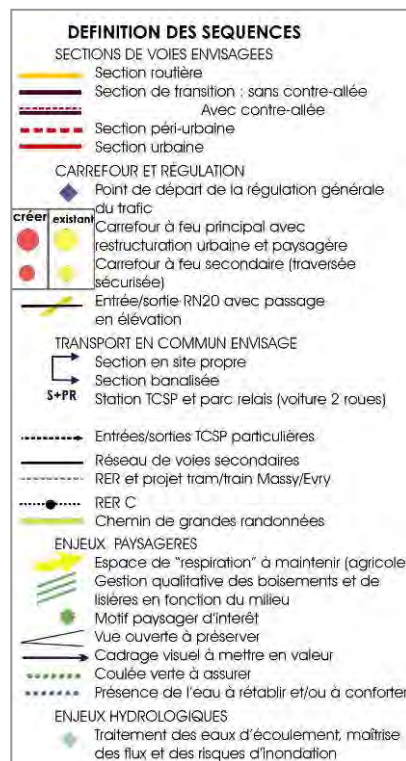 DEFINITION DES SEQUENCES
SECTIONS DE VOIES ENVISAGEES
Section routière
Section de transition : sans contre-allée
Avec contre-allée
Section péri-urbaine
Section urbaine
CARREFOUR ET RÉGULATION
Point de départ de la régulation générale
du trafic
créer existant
Carrefour à feu principal avec
restructuration urbaine et paysagère
Carrefour à feu secondaire (traversée
sécurisée)
Entrée/sortie RN20 avec passage
en élévation
TRANSPORT EN COMMUN ENVISAGE
Section en site propre
Section banalisée
S+PR Station TCSP et parc relais (voiture 2 roues)
Entrées/sorties TCSP particulières
Réseau de voies secondaires
RER et projet tram/train Massy/Evry
RER C
Chemin de grandes randonnées
ENJEUX PAYSAGERES
Espace de "respiration" à maintenir (agricole
Gestion qualitative des boisements et de
lisières en fonction du milieu
Motif paysager d'intérêt
Vue ouverte à préserver
Cadrage visuel à mettre en valeur
Coulée verte à assurer
Présence de l'eau à rétablir et/ou à conforter
ENJEUX HYDROLOGIQUES
Traitement des eaux d'écoulement, maîtrise
des flux et des risques d'inondation